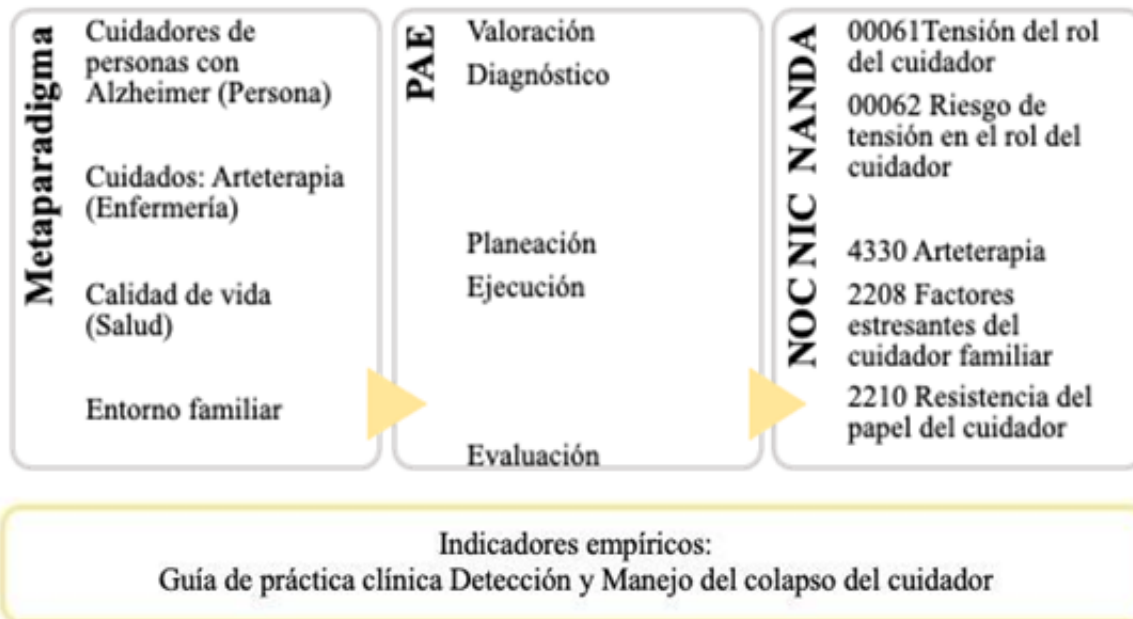 Metaparadigma
Cuidadores de
personas con
Alzheimer (Persona)
Cuidados: Arteterapia
(Enfermería)
Calidad de vida
(Salud)
Entorno familiar
PAE
Valoración
Diagnóstico
Planeación
Ejecución
Evaluación
NOC NIC NANDA
00061Tensión del rol
del cuidador
00062 Riesgo de
tensión en el rol del
cuidador
4330 Arteterapia
2208 Factores
estresantes del
cuidador familiar
2210 Resistencia del
papel del cuidador
Indicadores empíricos:
Guía de práctica clínica Detección y Manejo del colapso del cuidador